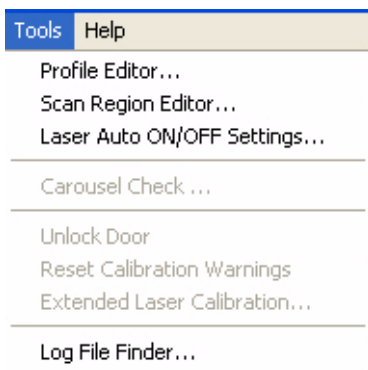 Tools Help
Profile Editor...
Scan Region Editor...
Laser Auto ON/OFF Settings...
Carousel Check ...
Unlock Door
Reset Calibration Warnings
Extended Laser Calibration...
Log File Finder...